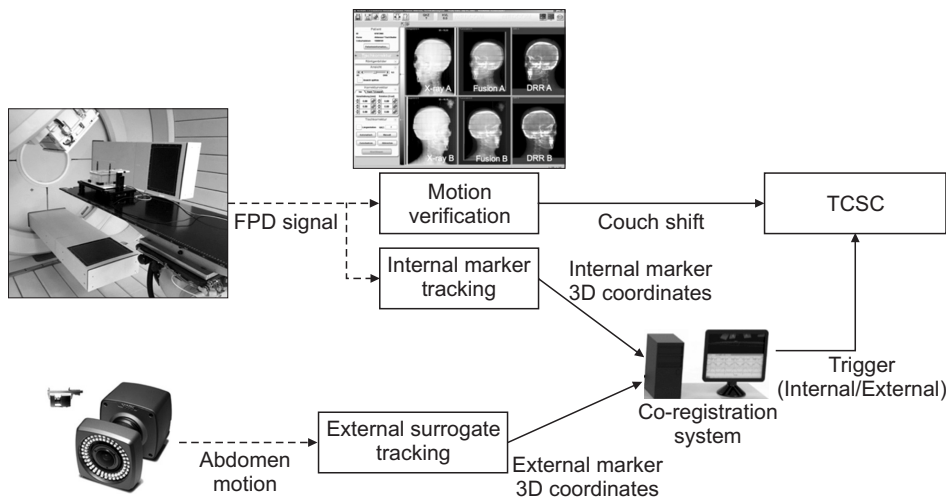 X-ray A
Fusion A
DRR A
X-ray B
Fusion B
DRR B
FPD signal
Motion
verification
Couch shift
TCSC
Internal marker
tracking
Internal marker
3D coordinates
Trigger
(Internal/External)
Co-registration
system
Abdomen
motion
External surrogate
tracking
External marker
3D coordinates